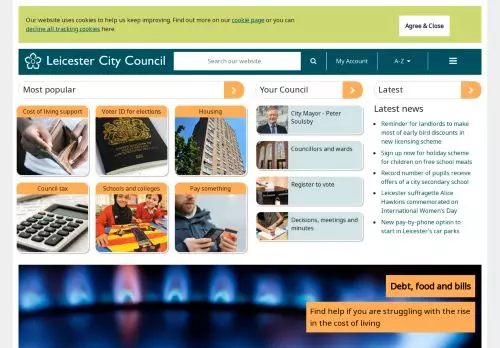 Our website uses cookies to help us keep improving. Find out more on our cookie page or you can
decline all tracking cookies here.
Agree & Close
Leicester City Council
Search our website
My Account
A-Z
Most popular
Your Council
Latest
Cost of living support
Voter ID for elections
Housing
Council tax
Schools and colleges
Pay something
City Mayor - Peter
Soulsby
Councillors and wards
Register to vote
Decisions, meetings and
minutes
Latest news
Reminder for landlords to make
most of early bird discounts in
new licensing scheme
Sign up now for holiday scheme
for children on free school meals
Record number of pupils receive
offers of a city secondary school
Leicester suffragette Alice
Hawkins commemorated on
International Women's Day
New pay-by-phone option to
start in Leicester's car parks
Debt, food and bills
Find help if you are struggling with the rise
in the cost of living